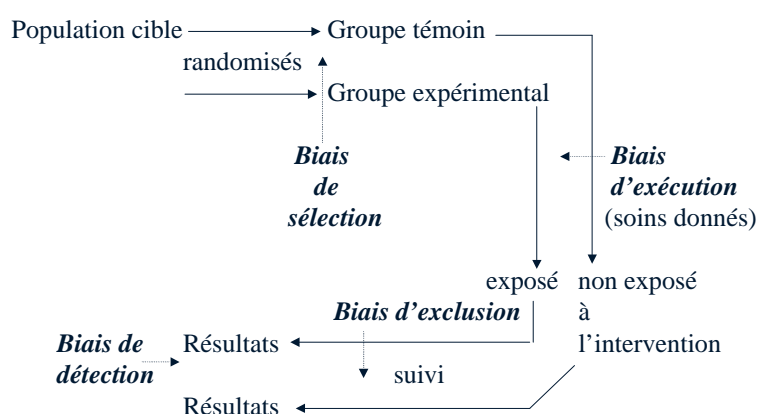 Population cible
Groupe témoin
randomisés
Groupe expérimental
Biais
de
sélection
Biais
d’exécution
(soins donnés)
exposé
non exposé
à
l’intervention
Biais d’exclusion
Biais de
détection
Résultats
suivi
Résultats